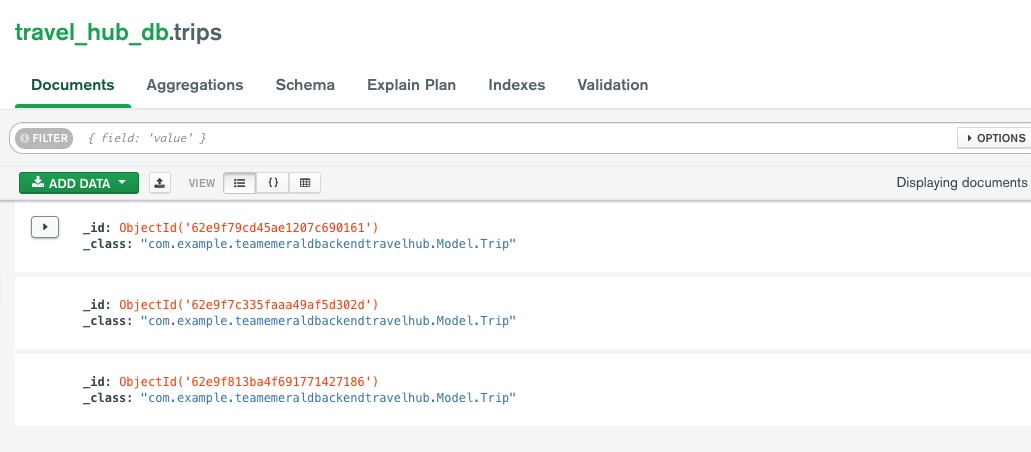 travel_hub_db.trips
Documents Aggregations Schema Explain Plan Indexes Validation
FILTER { field: 'value' } OPTIONS
ADD DATA VIEW {} Displaying documents
_id: ObjectId('62e9f79cd45ae1207c690161')
_class: "com.example.teamemeraldbackendtravelhub.Model.Trip"
_id: ObjectId('62e9f7c335faaa49af5d302d')
_class: "com.example.teamemeraldbackendtravelhub.Model.Trip"
_id: ObjectId('62e9f813ba4f691771427186')
_class: "com.example.teamemeraldbackendtravelhub.Model.Trip"